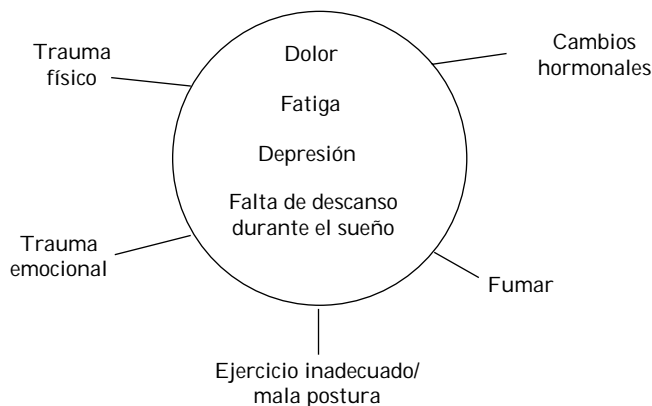 Trauma
físico
Dolor
Fatiga
Depresión
Falta de descanso
durante el sueño
Cambios
hormonales
Trauma
emocional
Fumar
Ejercicio inadecuado/
mala postura